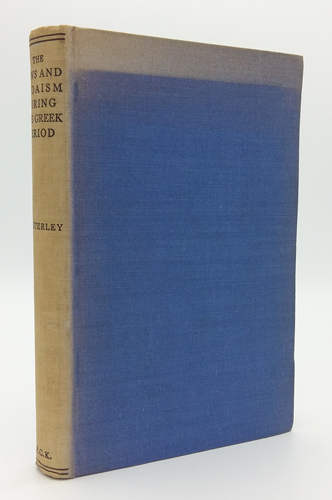 THE
WS AND
DAISM
RING
E GREEK
RIOD
TERLEY
.C.K.